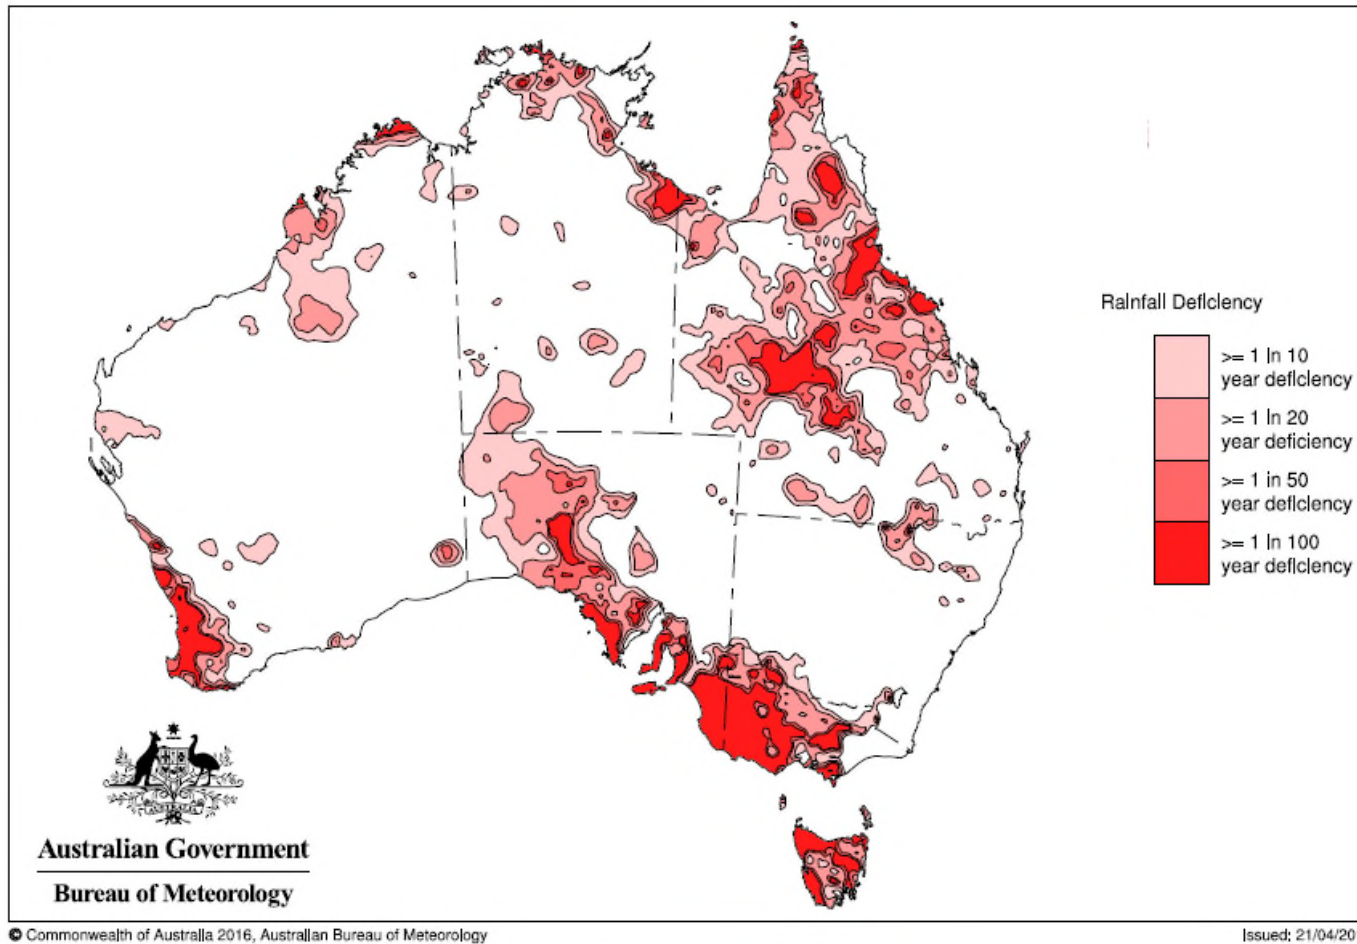 Rainfall Deficiency
>= 1 in 10
year deficiency
>= 1 in 20
year deficiency
>= 1 in 50
year deficiency
>= 1 in 100
year deficiency
Australian Government
Bureau of Meteorology
© Commonwealth of Australia 2016, Australian Bureau of Meteorology
Issued: 21/04/20